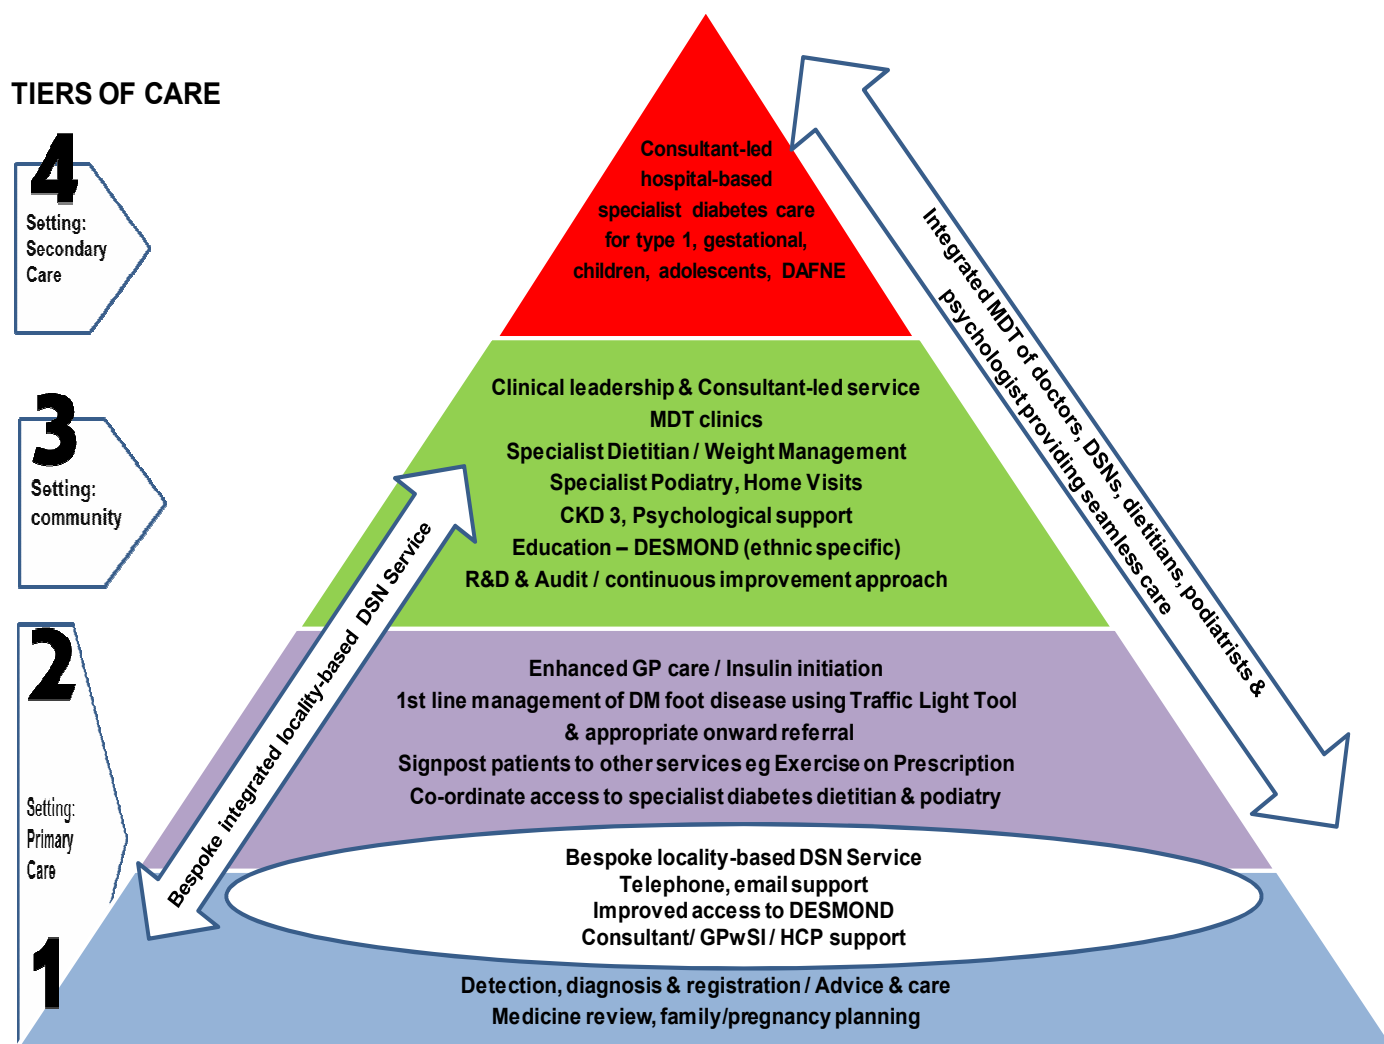 TIERS OF CARE
4
Setting:
Secondary
Care
3
Setting:
community
2
Setting:
Primary
Care
1
Consultant-led
hospital-based
specialist diabetes care
for type 1, gestational,
children, adolescents, DAFNE
Clinical leadership & Consultant-led service
MDT clinics
Specialist Dietitian / Weight Management
Specialist Podiatry, Home Visits
CKD 3, Psychological support
Education – DESMOND (ethnic specific)
R&D & Audit / continuous improvement approach
Enhanced GP care / Insulin initiation
1st line management of DM foot disease using Traffic Light Tool
& appropriate onward referral
Signpost patients to other services eg Exercise on Prescription
Co-ordinate access to specialist diabetes dietitian & podiatry
Bespoke locality-based DSN Service
Telephone, email support
Improved access to DESMOND
Consultant/ GPwSI / HCP support
Detection, diagnosis & registration / Advice & care
Medicine review, family/pregnancy planning
Bespoke integrated locality-based DSN Service
Integrated MDT of doctors, DSNs, dietitians, podiatrists &
psychologist providing seamless care